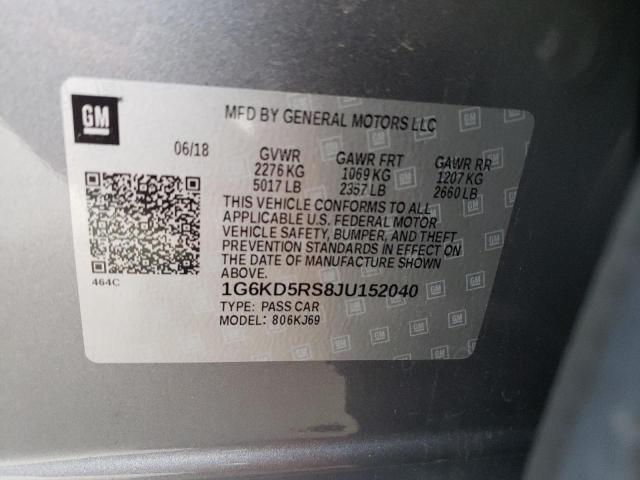 GM
MFD BY GENERAL MOTORS LLC
06/18
GVWR GAWR FRT GAWR RR
2276 KG 1069 KG 1207 KG
5017 LB 2357 LB 2660 LB
THIS VEHICLE CONFORMS TO ALL
APPLICABLE U.S. FEDERAL MOTOR
VEHICLE SAFETY, BUMPER, AND THEFT
PREVENTION STANDARDS IN EFFECT ON
THE DATE OF MANUFACTURE SHOWN
ABOVE.
464C
1G6KD5RS8JU152040
TYPE: PASS CAR
MODEL: 806KJ69